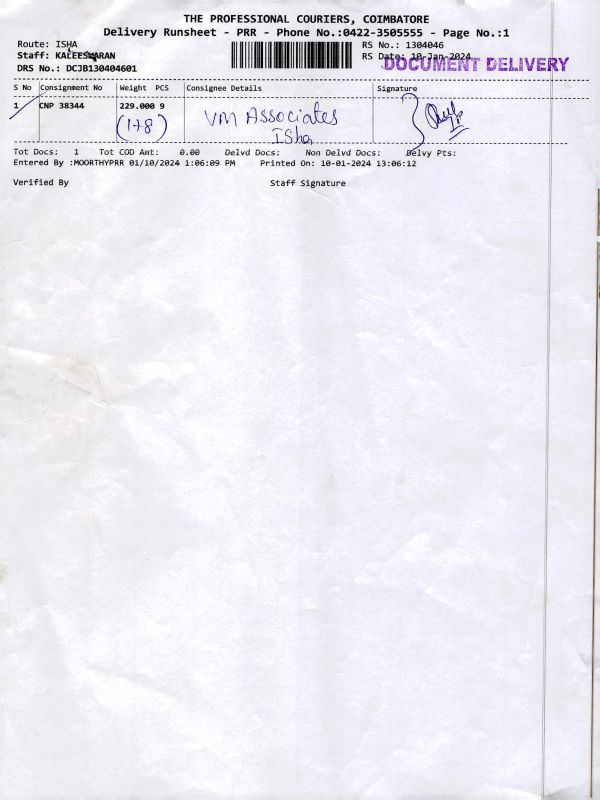 THE PROFESSIONAL COURIERS, COIMBATORE
Delivery Runsheet - PRR - Phone No.:0422-3505555 - Page No.:1
Route: ISHA
RS No.: 1304046
Staff: KALEESWARAN
RS Date: 10-Jan-2024
DOCUMENT DELIVERY
DRS No.: DCJB130404601
S No Consignment No Weight PCS Consignee Details Signature
1 CNP 38344 229.000 9
(1+8) VM Associates
ISha
Tot Docs: 1 Tot COD Amt: 0.00 Delvd Docs: Non Delvd Docs: Delvy Pts:
Entered By :MOORTHYPRR 01/10/2024 1:06:09 PM Printed On: 10-01-2024 13:06:12
Verified By Staff Signature